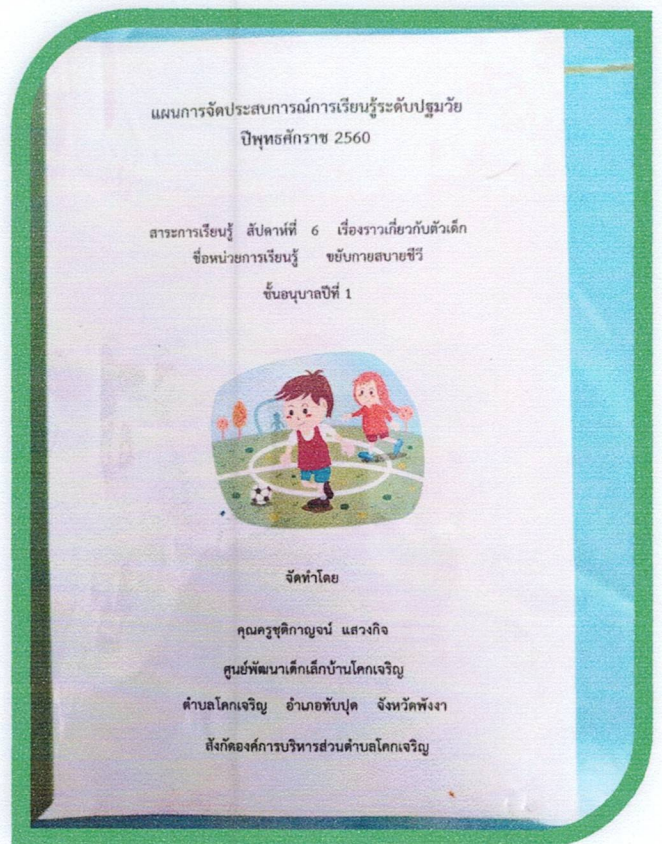 แผนการจัดประสบการณ์การเรียนรู้ระดับปฐมวัย
ปีพุทธศักราช 2560
สาระการเรียนรู้ สัปดาห์ที่ 6 เรื่องราวเกี่ยวกับตัวเด็ก
ชื่อหน่วยการเรียนรู้ ขยับกายสบายชีวี
ชั้นอนุบาลปีที่ 1
จัดทำโดย
คุณครูชุติกาญจน์ แสวงกิจ
ศูนย์พัฒนาเด็กเล็กบ้านโคกเจริญ
ตำบลโคกเจริญ อำเภอทับปุด จังหวัดพังงา
สังกัดองค์การบริหารส่วนตำบลโคกเจริญ